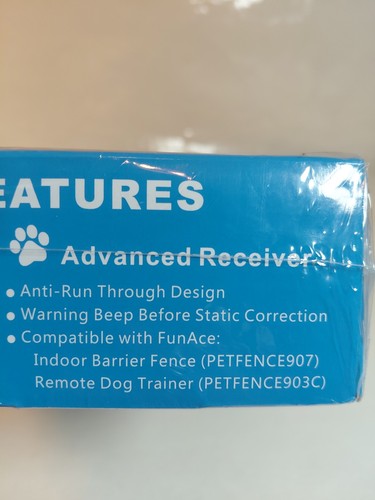 EATURES
Advanced Receiver
• Anti-Run Through Design
• Warning Beep Before Static Correction
• Compatible with FunAce:
Indoor Barrier Fence (PETFENCE907)
Remote Dog Trainer (PETFENCE903C)